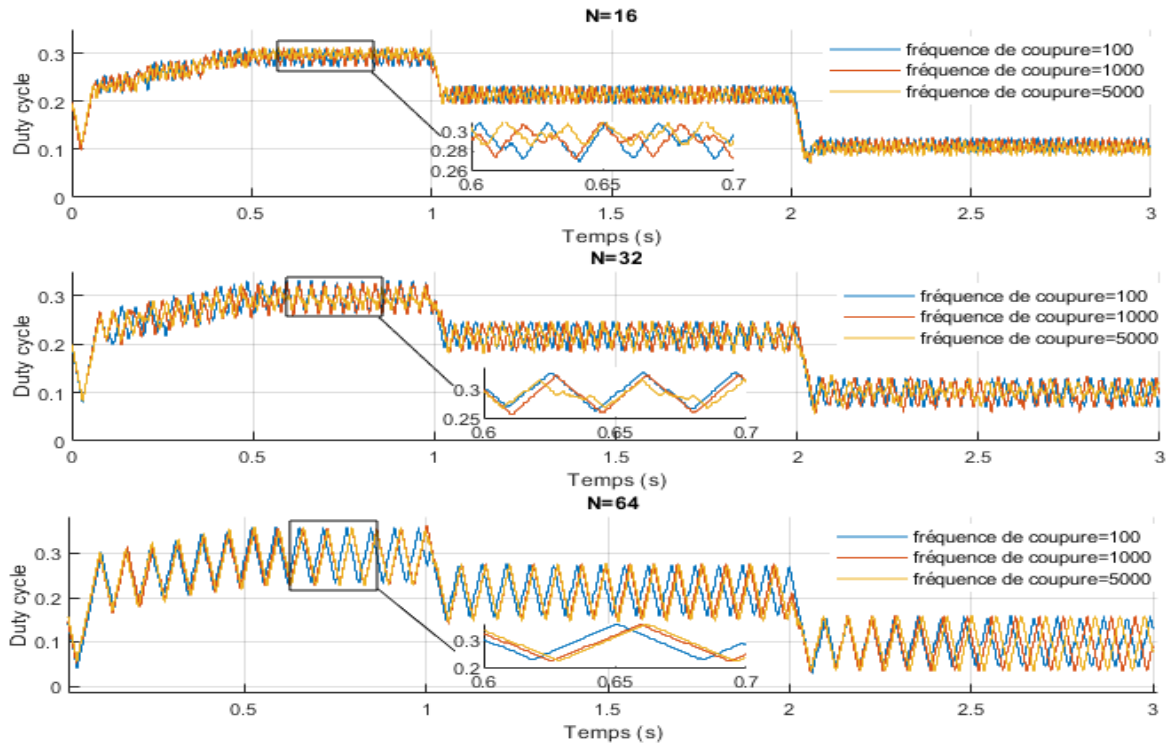 N=16
Duty cycle
0.3
0.2
0.1
0
fréquence de coupure=100
fréquence de coupure=1000
fréquence de coupure=5000
0.3
0.28
0.26
0.6
0.65
0.7
0
0.5
1
1.5
2
2.5
3
Temps (s)
N=32
Duty cycle
0.3
0.2
0.1
0
fréquence de coupure=100
fréquence de coupure=1000
fréquence de coupure=5000
0.3
0.25
0.6
0.65
0.7
0
0.5
1
1.5
2
2.5
3
Temps (s)
N=64
Duty cycle
0.3
0.2
0.1
0
fréquence de coupure=100
fréquence de coupure=1000
fréquence de coupure=5000
0.3
0.2
0.6
0.65
0.7
0.5
1
1.5
2
2.5
3
Temps (s)